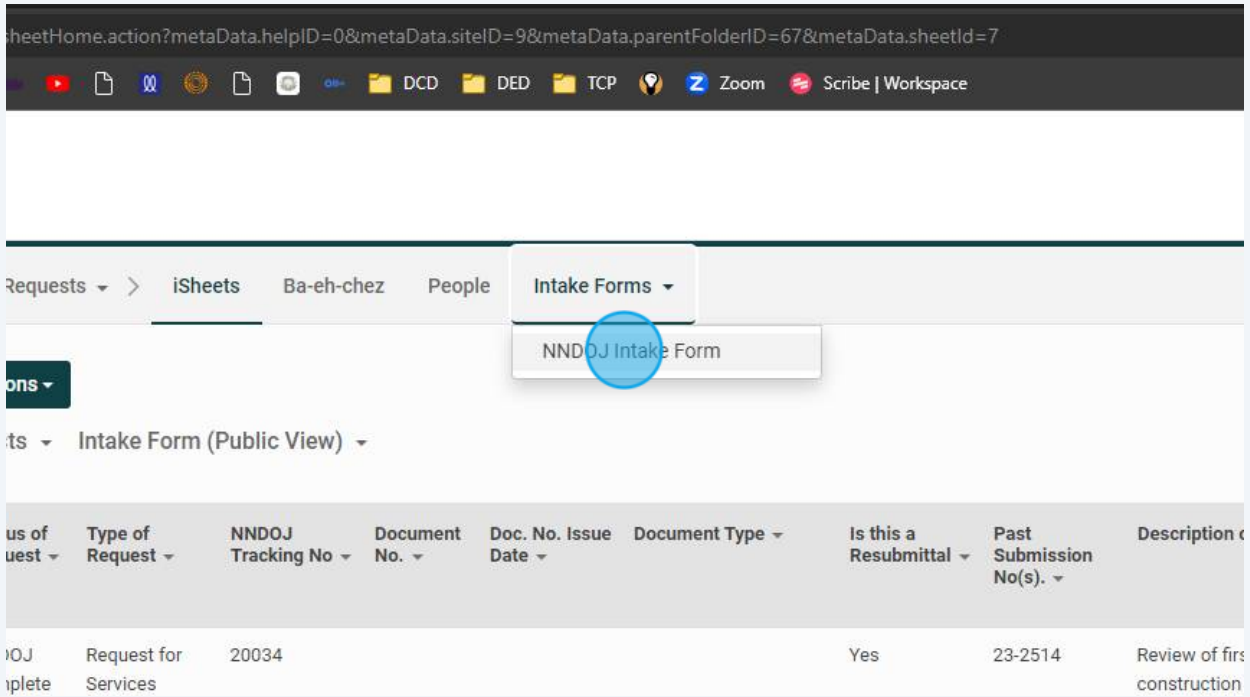 sheetHome.action?metaData.helpID=0&metaData.siteID=9&metaData.parentFolderID=67&metaData.sheetId=7
DCD DED TCP Zoom Scribe | Workspace
Requests iSheets Ba-eh-chez People Intake Forms
NNDOJ Intake Form
ons
ts Intake Form (Public View)
us of Type of NNDOJ Document Doc. No. Issue Document Type Is this a Past Description
uest Request Tracking No No. Date Resubmittal Submission
No(s).
OJ Request for 20034 Yes 23-2514 Review of firs
plete Services construction